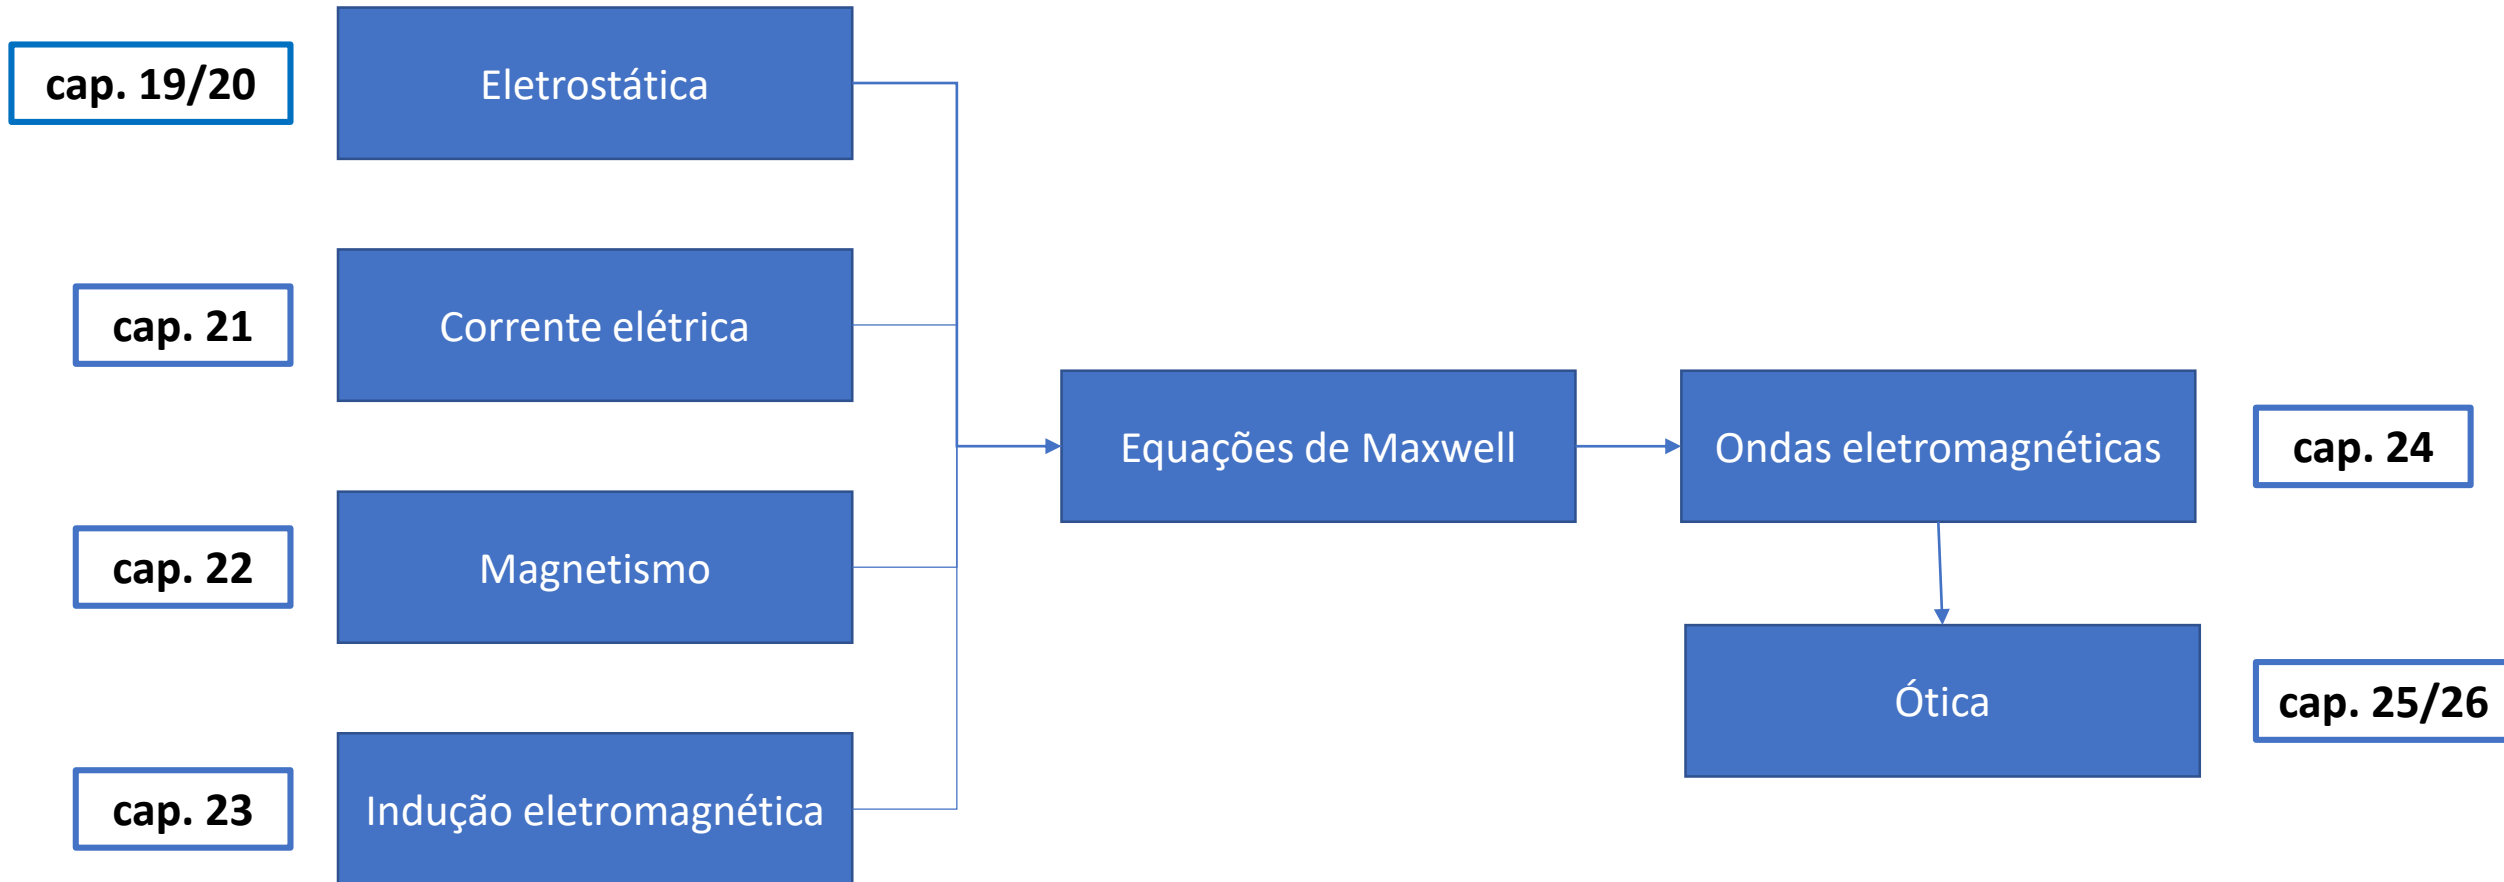 cap. 19/20
Eletrostática
cap. 21
Corrente elétrica
cap. 22
Magnetismo
cap. 23
Indução eletromagnética
Equações de Maxwell
Ondas eletromagnéticas
cap. 24
Ótica
cap. 25/26